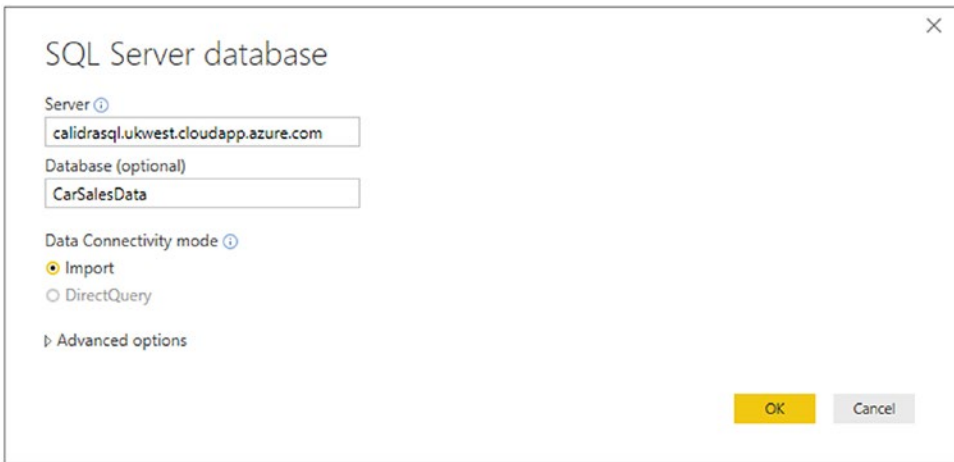 SQL Server database
Server
calidrasql.ukwest.cloudapp.azure.com
Database (optional)
CarSalesData
Data Connectivity mode
Import
DirectQuery
Advanced options
OK Cancel